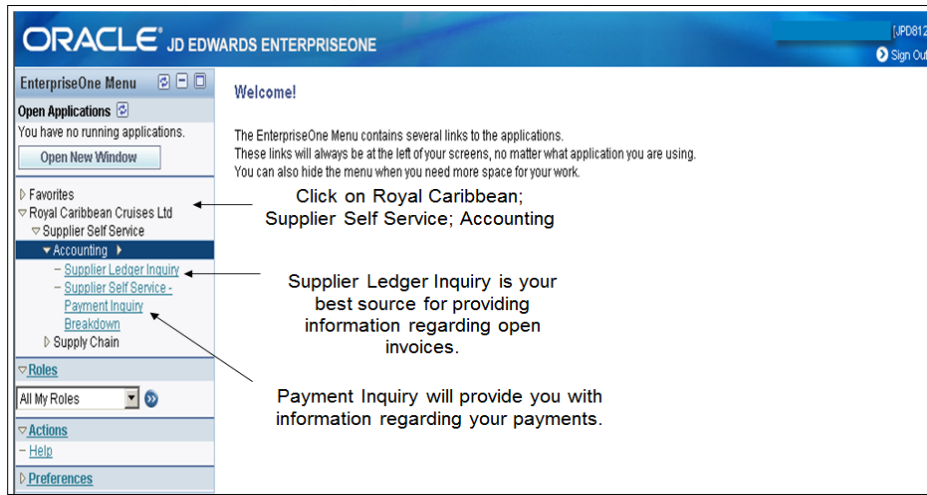 ORACLE JD EDWARDS ENTERPRISEONE
[JPD812
Sign Out
EnterpriseOne Menu
Open Applications
You have no running applications.
Open New Window
Favorites
Royal Caribbean Cruises Ltd
Supplier Self Service
Accounting
– Supplier Ledger Inquiry
– Supplier Self Service -
Payment Inquiry
Breakdown
Supply Chain
Roles
All My Roles
Actions
– Help
Preferences
Welcome!
The EnterpriseOne Menu contains several links to the applications.
These links will always be at the left of your screens, no matter what application you are using.
You can also hide the menu when you need more space for your work.
Click on Royal Caribbean;
Supplier Self Service; Accounting
Supplier Ledger Inquiry is your
best source for providing
information regarding open
invoices.
Payment Inquiry will provide you with
information regarding your payments.